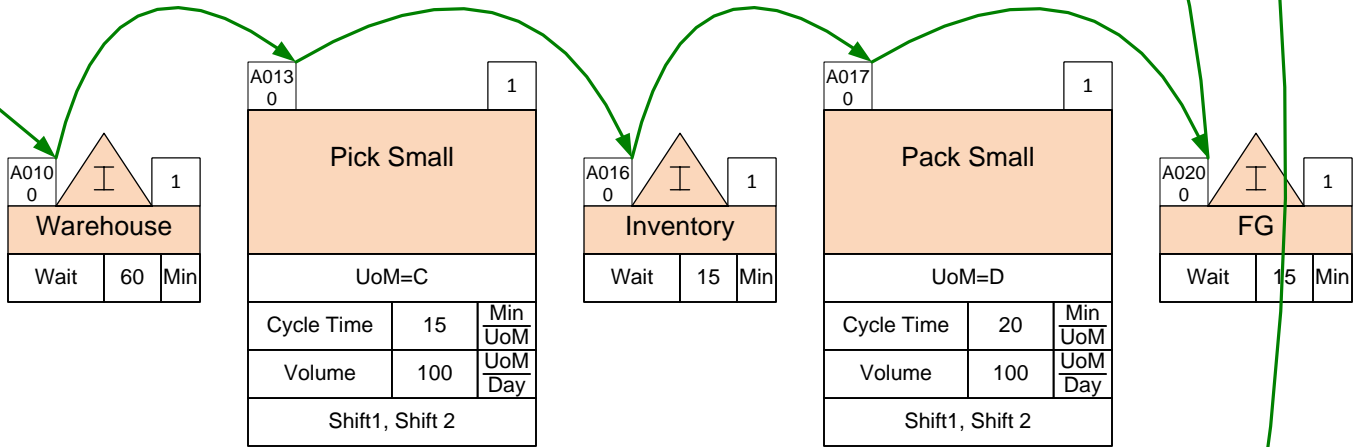 A010
0
I
1
Warehouse
Wait 60 Min
A013
0
1
Pick Small
UoM=C
Cycle Time 15 Min
UoM
Volume 100 UoM
Day
Shift1, Shift 2
A016
0
I
1
Inventory
Wait 15 Min
A017
0
1
Pack Small
UoM=D
Cycle Time 20 Min
UoM
Volume 100 UoM
Day
Shift1, Shift 2
A020
0
I
1
FG
Wait 15 Min